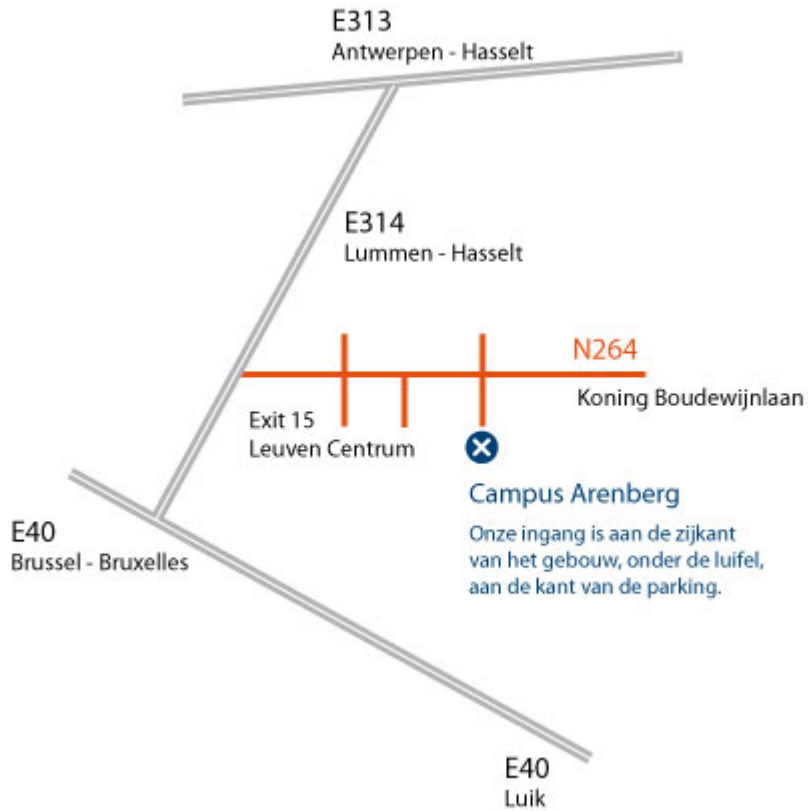 E313
Antwerpen - Hasselt
E314
Lummen - Hasselt
N264
Koning Boudewijnlaan
Exit 15
Leuven Centrum
Campus Arenberg
Onze ingang is aan de zijkant
van het gebouw, onder de luifel,
aan de kant van de parking.
E40
Brussel - Bruxelles
E40
Luik